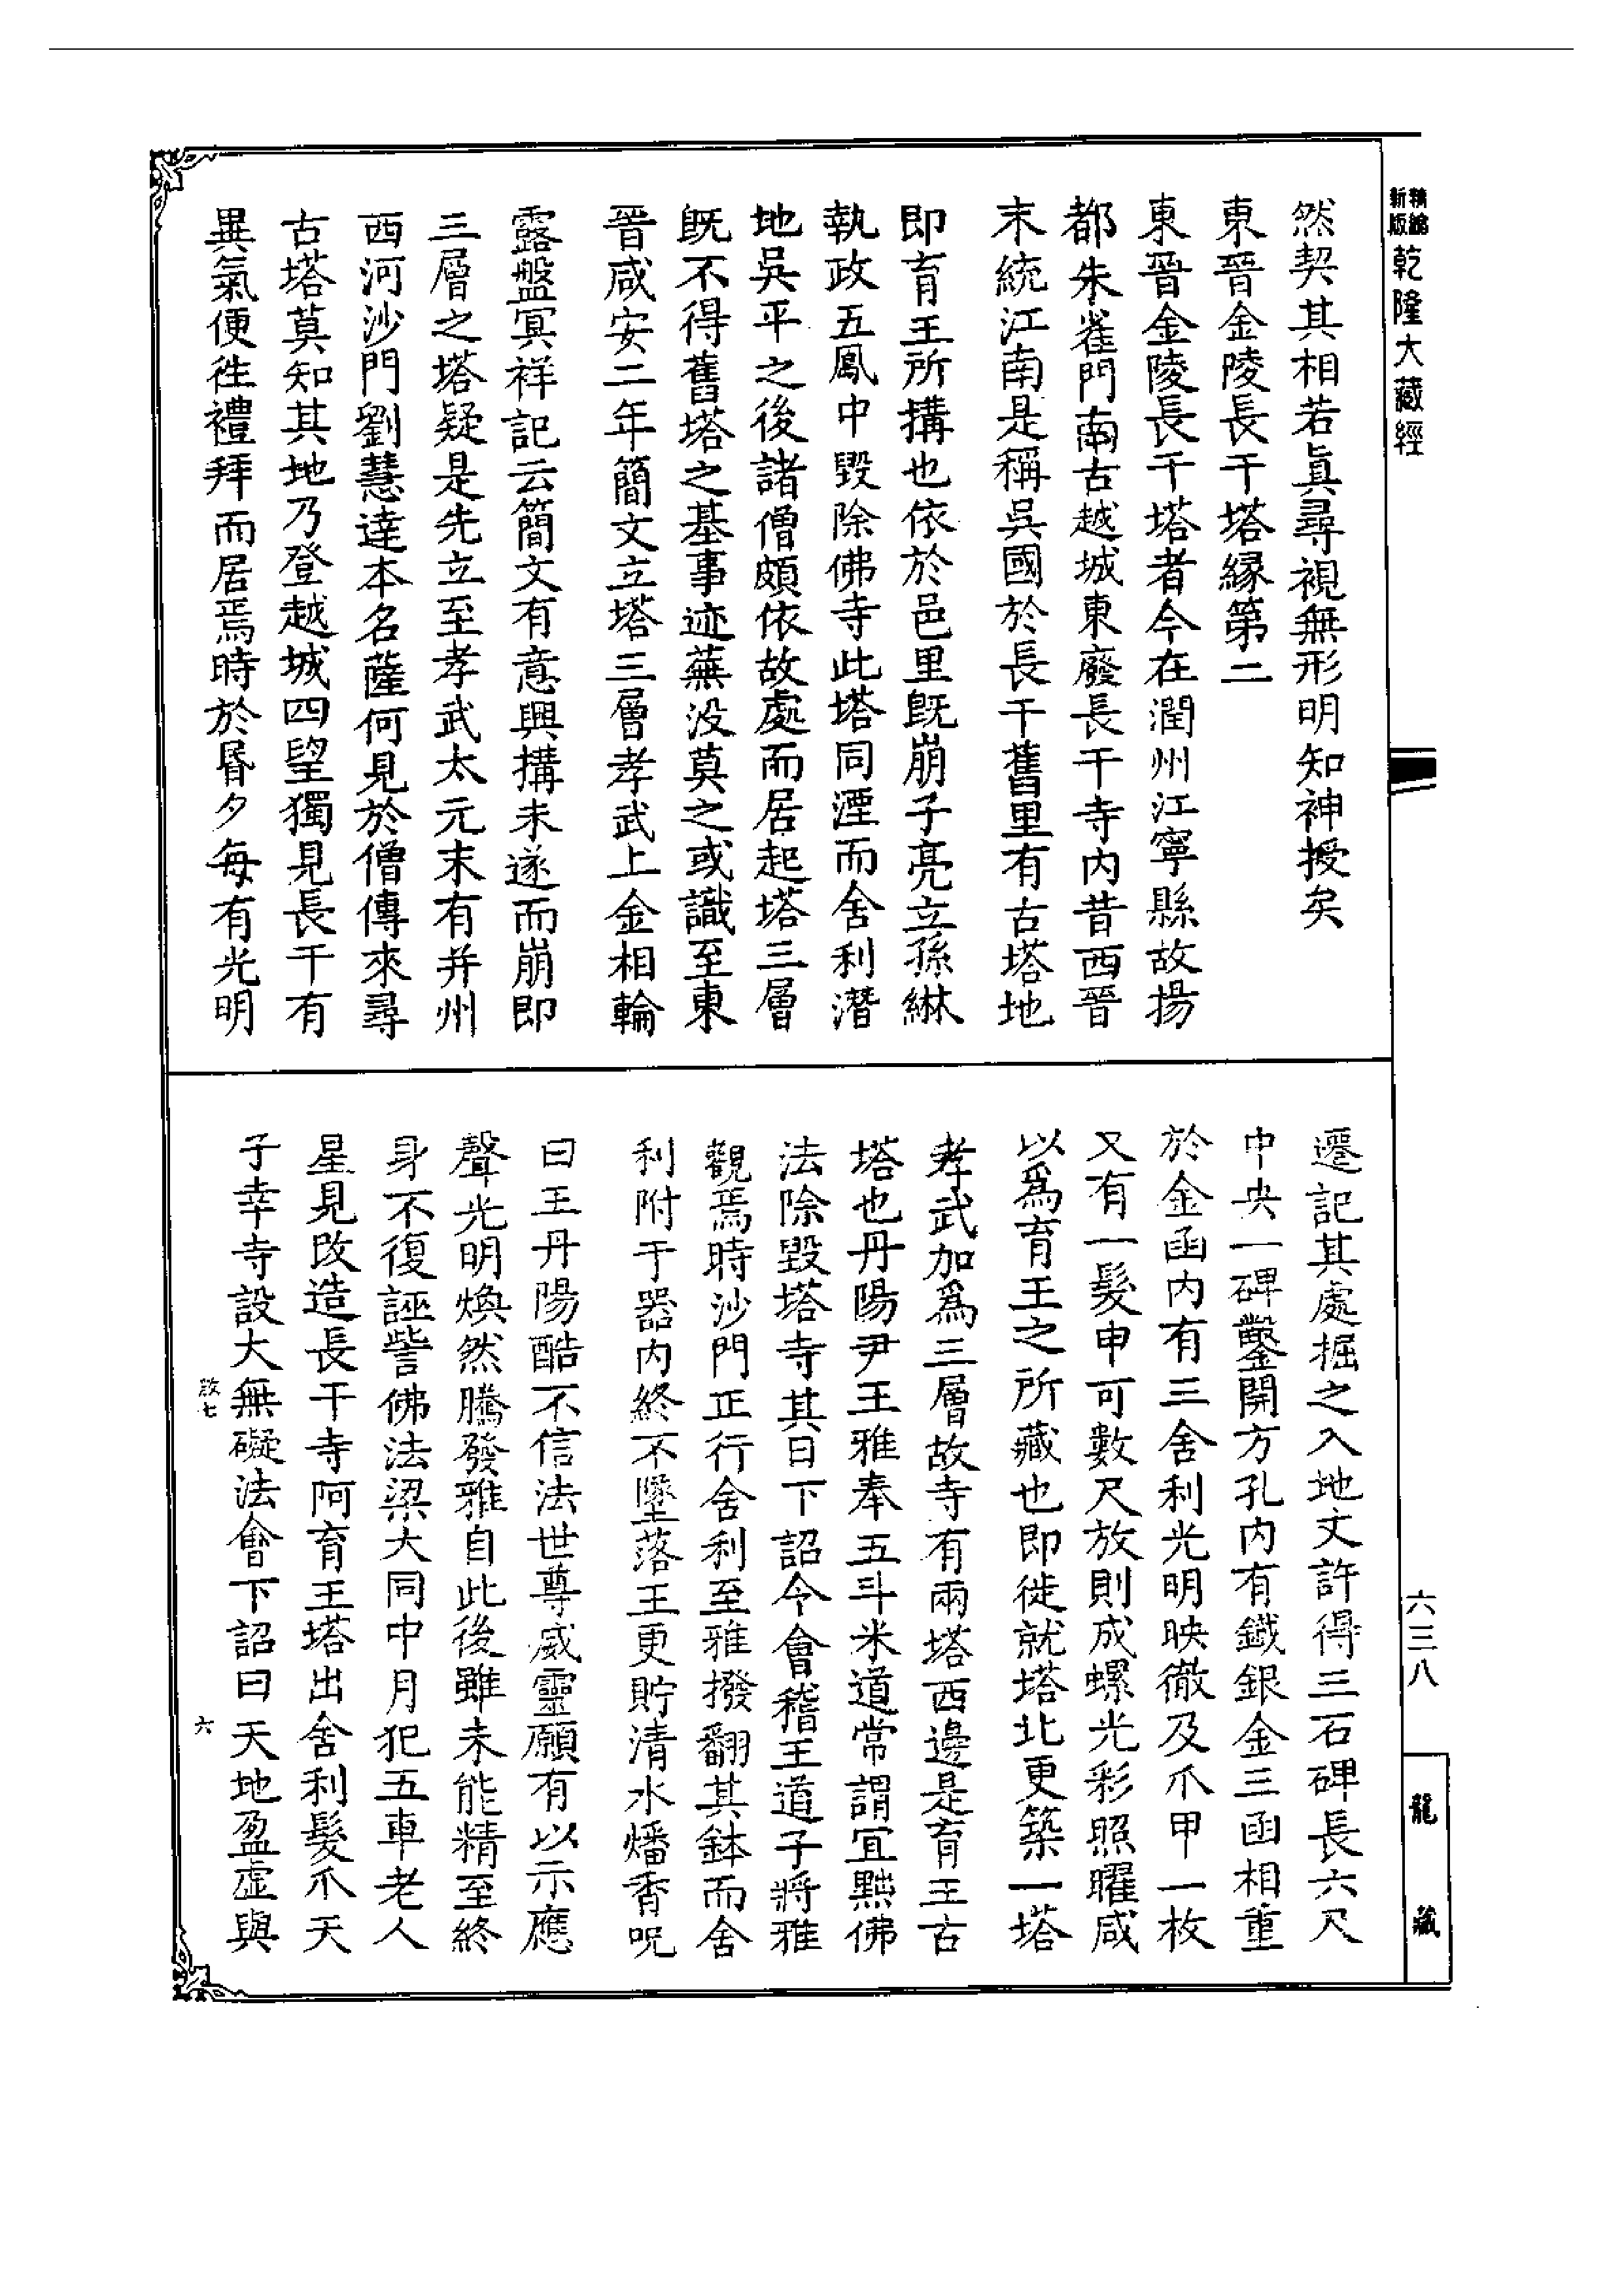 精編
新版
乾隆大藏經
然契其相若真尋視無形明知神授矣
東晉金陵長干塔緣第二
東晉金陵長干塔者今在潤州江寧縣故揚
都朱雀門南古越城東廢長干寺內昔西晉
末統江南是稱吳國於長干舊里有古塔地
即育王所搆也依於邑里既崩子亮立孫綝
執政五鳳中毀除佛寺此塔同湮而舍利潛
地吳平之後諸僧頗依故處而居起塔三層
既不得舊塔之基事迹蕪沒莫之或識至東
晉咸安二年簡文立塔三層孝武上金相輪
露盤冥祥記云簡文有意興搆未遂而崩即
三層之塔疑是先立至孝武太元末有并州
西河沙門劉慧達本名薩何見於僧傳來尋
古塔莫知其地乃登越城四望獨見長干有
異氣便往禮拜而居焉時於昏夕每有光明
遷記其處掘之入地丈許得三石碑長六尺
中央一碑鑿開方孔內有鐵銀金三函相重
於金函內有三舍利光明映徹及爪甲一枚
又有一髮申可數尺放則成螺光彩照曜咸
以為育王之所藏也即徙就塔北更築一塔
孝武加為三層故寺有兩塔西邊是育王古
塔也丹陽尹王雅奉五斗米道常謂宜黜佛
法除毀塔寺其日下詔令會稽王道子將雅
觀焉時沙門正行舍利至雅撥翻其鉢而舍
利附于器內終不墜落王更貯清水燔香呪
曰王丹陽酷不信法世尊威靈願有以示應
聲光明煥然騰發雅自此後雖未能精至終
身不復誣訾佛法梁大同中月犯五車老人
星見改造長干寺阿育王塔出舍利髮爪天
子幸寺設大無礙法會下詔曰天地盈虛與
六三八
龍藏
六